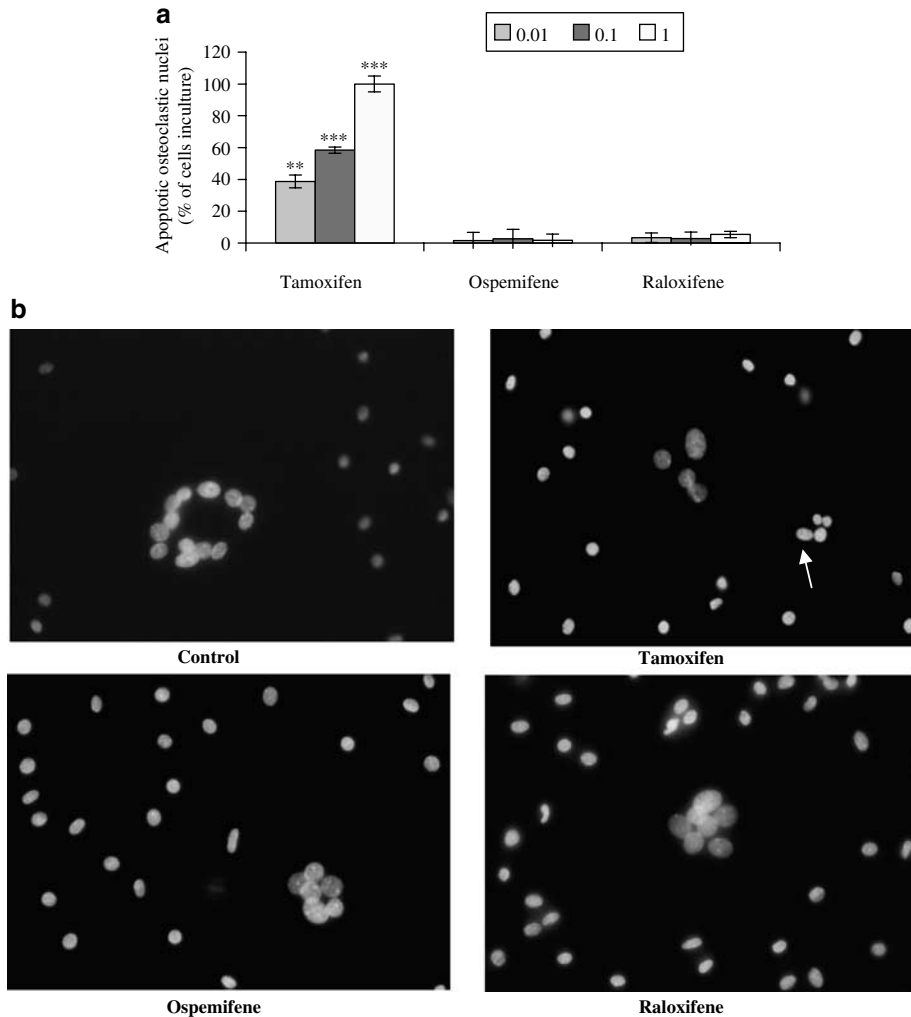 a
0.01 0.1 1
Apoptotic osteoclastic nuclei
(% of cells inculture)
120
100
80
60
40
20
0
**
***
***
Tamoxifen Ospemifene Raloxifene
b
Control Tamoxifen
Ospemifene Raloxifene